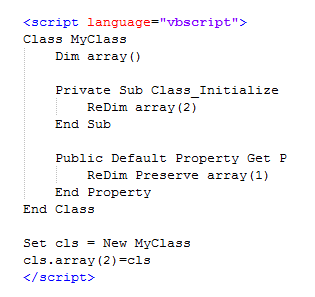 <script language="vbscript">
Class MyClass
    Dim array()

    Private Sub Class_Initialize
        ReDim array(2)
    End Sub

    Public Default Property Get P
        ReDim Preserve array(1)
    End Property
End Class

Set cls = New MyClass
cls.array(2)=cls
</script>